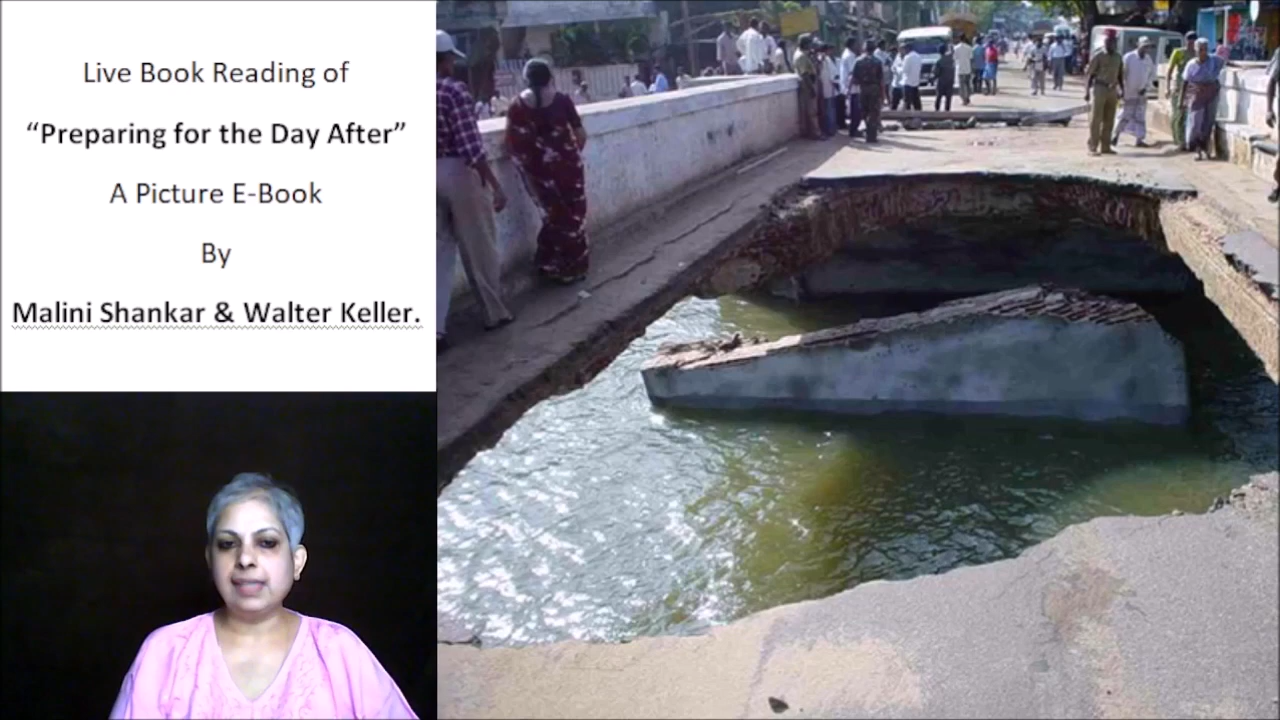 Live Book Reading of
“Preparing for the Day After”
A Picture E-Book
By
Malini Shankar & Walter Keller.